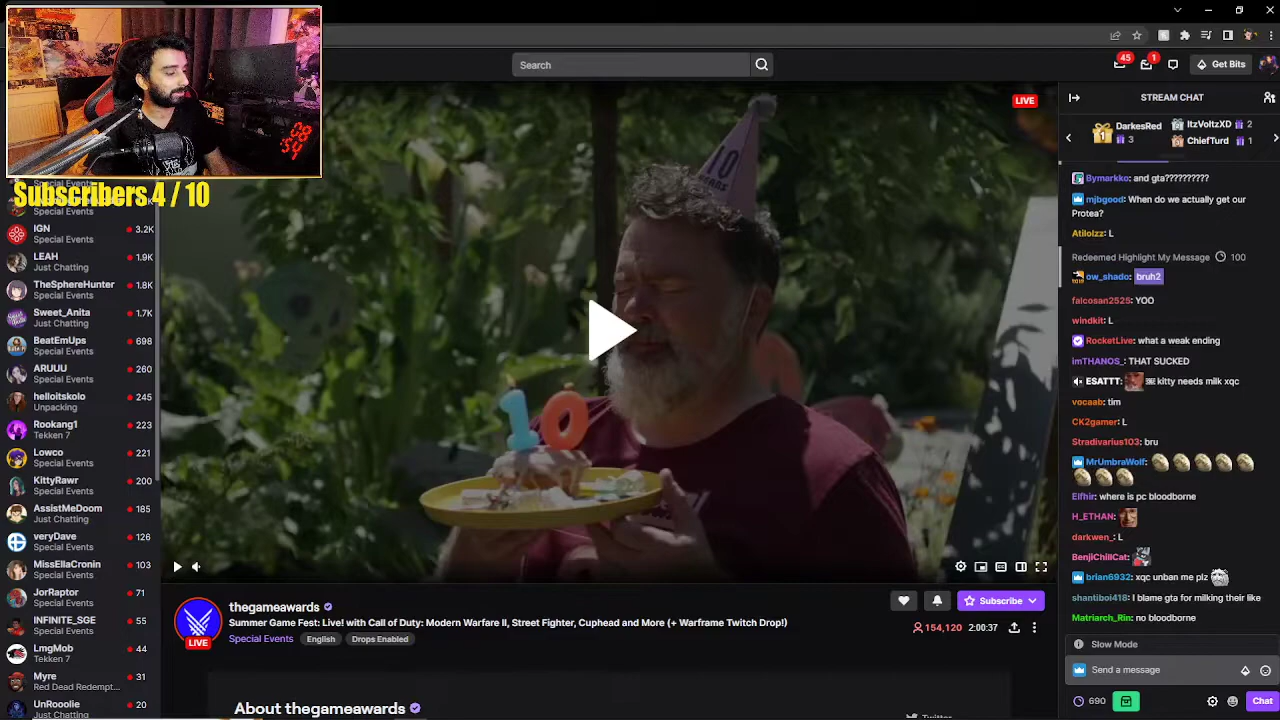 Search
45
1
Get Bits
LIVE
STREAM CHAT
DarkesRed
3
ItzVoltzXD 2
ChiefTurj 1
Subscribers 4 / 10
Special Events
Special Events
IGN 3.2K
Special Events
LEAH 1.9K
Just Chatting
TheSphereHunter 1.8K
Special Events
Sweet_Anita 1.7K
Just Chatting
BeatEmUps 698
Special Events
ARUUU 260
Special Events
helloitskolo 245
Unpacking
Rookang1 223
Tekken 7
Lowco 221
Special Events
KittyRawr 200
Special Events
AssistMeDoom 185
Just Chatting
veryDave 126
Special Events
MissEllaCronin 103
Special Events
JorRaptor 71
Special Events
INFINITE_SGE 55
Special Events
LmgMob 44
Tekken 7
Myre 31
Red Dead Redempt...
UnRooolie 20
Just Chatting
10
Bymarkko: and gta??????????
mjbgood: When do we actually get our
Protea?
Atilolzz: L
Redeemed Highlight My Message 100
ow_shado: bruh2
falcosan2525: YOO
windkit: L
RocketLive: what a weak ending
imTHANOS_: THAT SUCKED
ESATTT: kitty needs milk xqc
vocaab: tim
CK2gamer: L
Stradivarius103: bru
MrUmbraWolf:
Elfhir: where is pc bloodborne
H_ETHAN:
darkwen_: L
BenjiChillCat:
brian6932: xqc unban me plz
shantiboi418: I blame gta for milking their like
Matriarch_Rin: no bloodborne
Slow Mode
Send a message
690
Chat
thegameawards
Summer Game Fest: Live! with Call of Duty: Modern Warfare II, Street Fighter, Cuphead and More (+ Warframe Twitch Drop!)
Special Events English Drops Enabled
LIVE
Subscribe
154,120 2:00:37
About thegameawards
Twitter